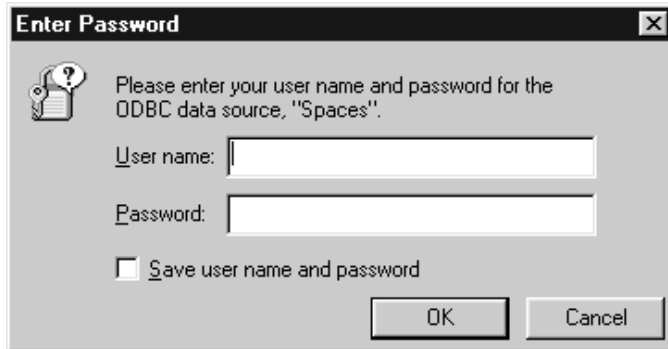 Enter Password
Please enter your user name and password for the
ODBC data source, "Spaces".
User name:
Password:
Save user name and password
OK
Cancel